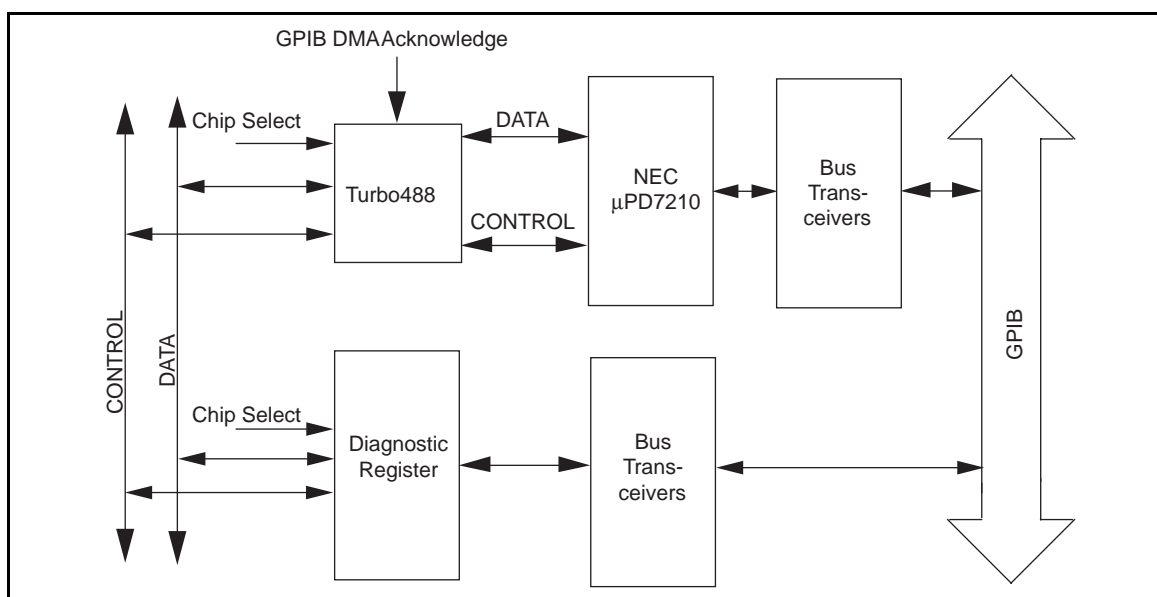 GPIB DMAAcknowledge
Chip Select
DATA
Turbo488
CONTROL
NEC
μPD7210
Bus
Trans-
ceivers
CONTROL
DATA
GPIB
Chip Select
Diagnostic
Register
Bus
Trans-
ceivers